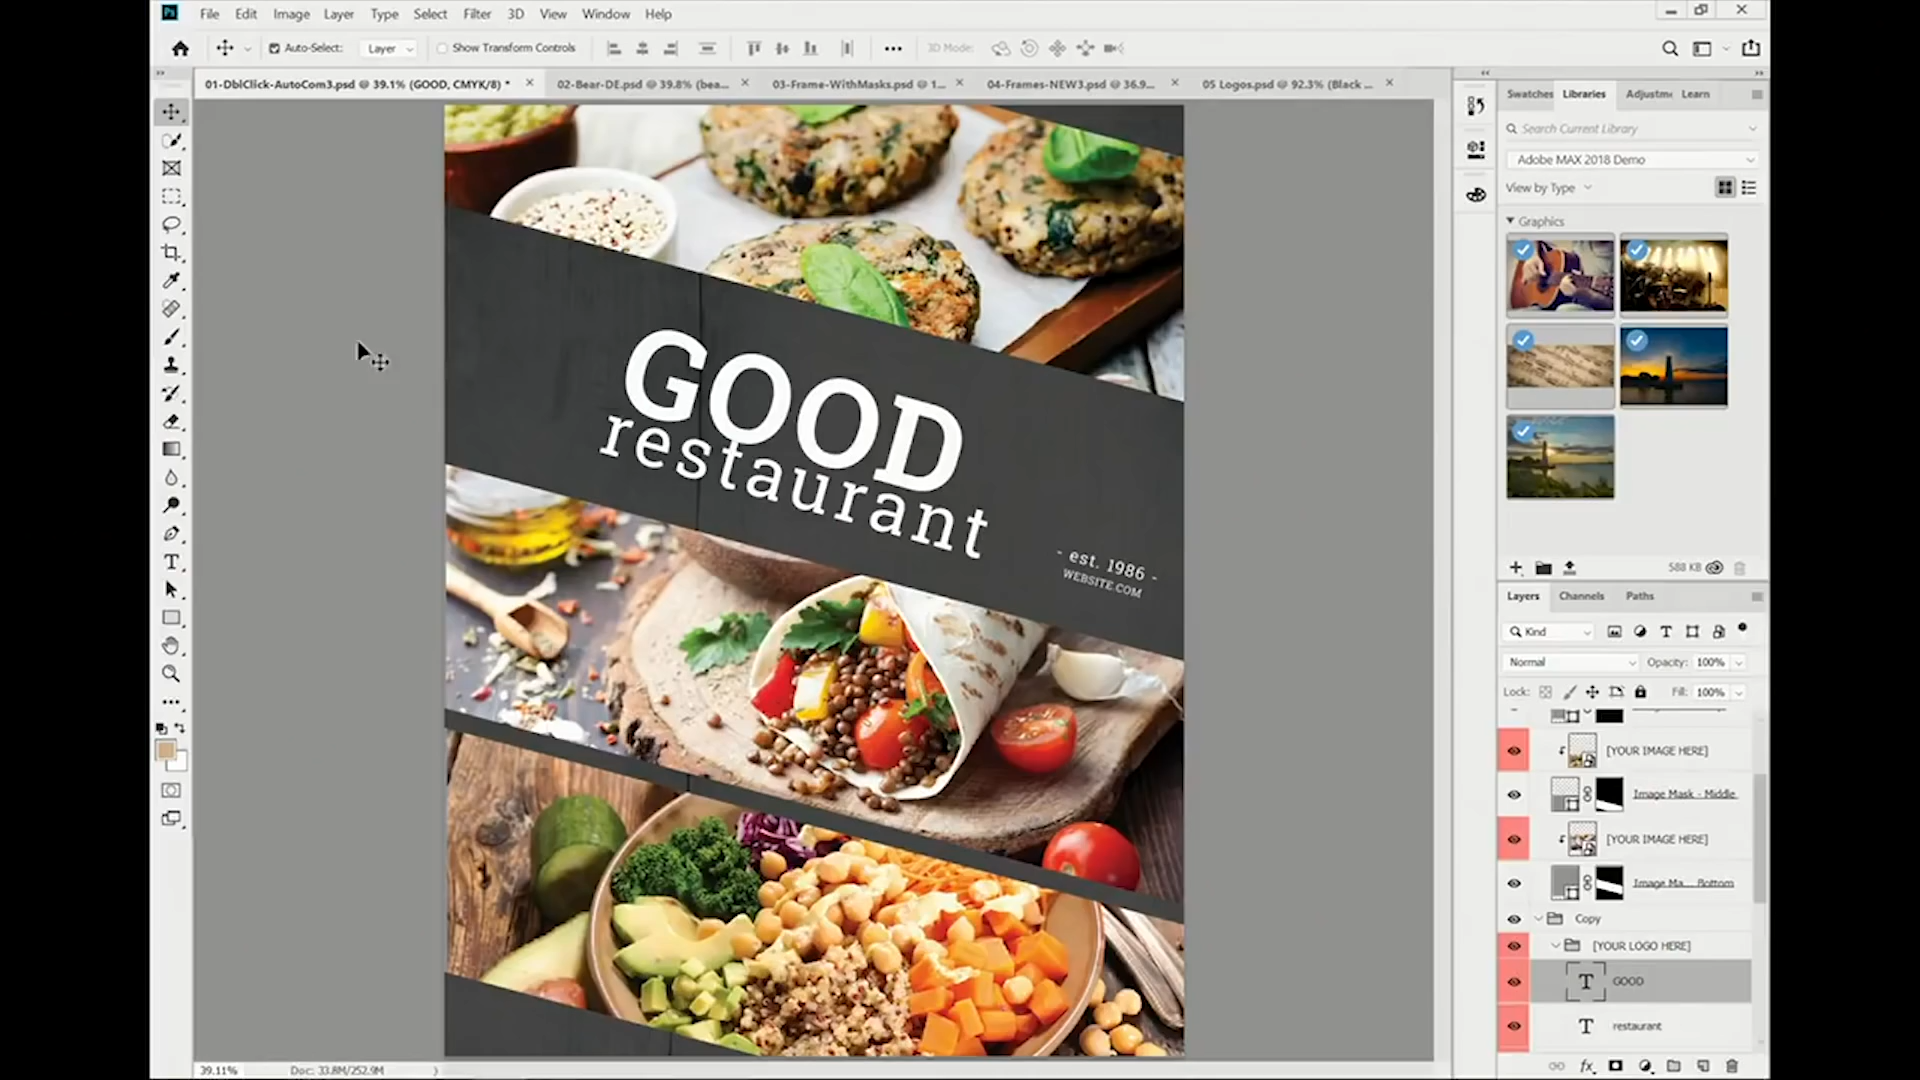 Ps File Edit Image Layer Type Select Filter 3D View Window Help
Auto-Select: Layer Show Transform Controls 3D Mode:
01-DblClick-AutoCom3.psd @ 39.1% (GOOD, CMYK/8) * 02-Bear-DE.psd @ 39.8% (bea... 03-Frame-WithMasks.psd @ 1... 04-Frames-NEW3.psd @ 36.9... 05 Logos.psd @ 92.3% (Black ...
Swatches Libraries Adjustme Learn
Search Current Library
Adobe MAX 2018 Demo
View by Type
Graphics
GOOD
restaurant
- est. 1986 -
WEBSITE.COM
588 KB
Layers Channels Paths
Kind
Normal Opacity: 100%
Lock: Fill: 100%
[YOUR IMAGE HERE]
Image Mask - Middle
[YOUR IMAGE HERE]
Image Ma... Bottom
Copy
[YOUR LOGO HERE]
T GOOD
T restaurant
39.11% Doc: 33.8M/252.9M